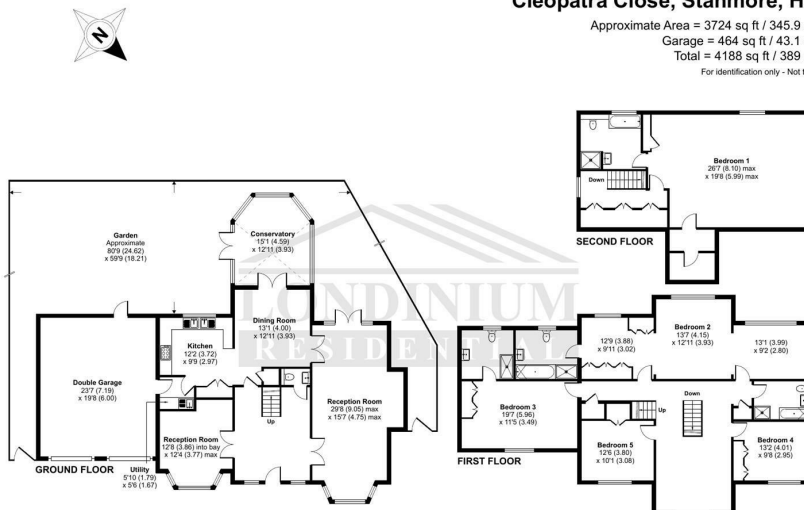 Cleopatra Close, Stanmore, H
Approximate Area = 3724 sq ft / 345.9
Garage = 464 sq ft / 43.1
Total = 4188 sq ft / 389
For identification only - Not t
N
Garden
Approximate
80'9 (24.62)
x 59'9 (18.21)
Conservatory
15'1 (4.59)
x 12'11 (3.93)
Dining Room
13'1 (4.00)
x 12'11 (3.93)
Kitchen
12'2 (3.72)
x 9'9 (2.97)
Double Garage
23'7 (7.19)
x 19'8 (6.00)
Reception Room
29'8 (9.05) max
x 15'7 (4.75) max
Reception Room
12'8 (3.86) into bay
x 12'4 (3.77) max
Up
GROUND FLOOR
Utility
5'10 (1.79)
x 5'6 (1.67)
Bedroom 1
26'7 (8.10) max
x 19'8 (5.99) max
Down
SECOND FLOOR
12'9 (3.88)
x 9'11 (3.02)
Bedroom 2
13'7 (4.15)
x 12'11 (3.93)
13'1 (3.99)
x 9'2 (2.80)
Bedroom 3
19'7 (5.96)
x 11'5 (3.49)
Down
Up
Bedroom 5
12'6 (3.80)
x 10'1 (3.08)
Bedroom 4
13'2 (4.01)
x 9'8 (2.95)
FIRST FLOOR
LONDINIUM
RESIDENTIAL